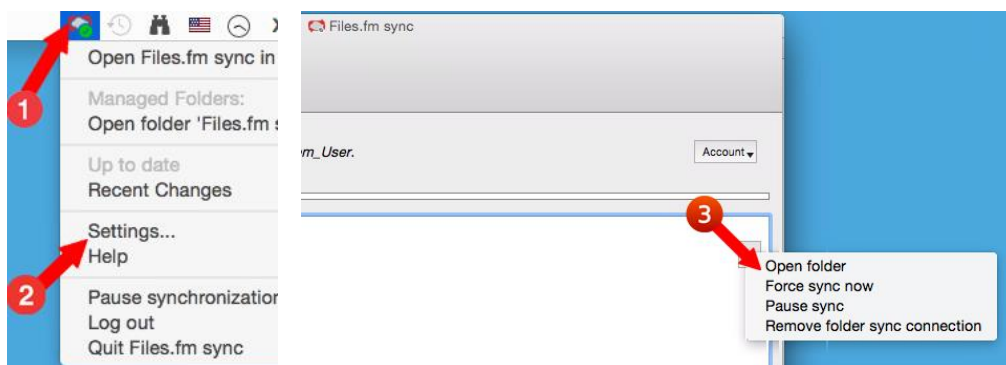 1
Open Files.fm sync in
Managed Folders:
Open folder 'Files.fm s
Up to date
Recent Changes
Settings...
Help
2
Pause synchronization
Log out
Quit Files.fm sync
Files.fm sync
m_User.
Account
3
Open folder
Force sync now
Pause sync
Remove folder sync connection